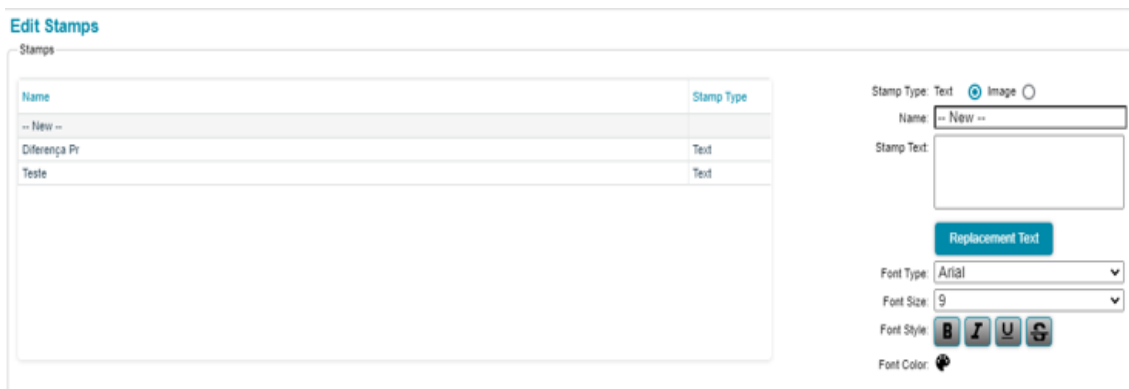 Edit Stamps
Stamps
Name Stamp Type
-- New --
Diferença Pr Text
Teste Text
Stamp Type: Text Image
Name: -- New --
Stamp Text:
Replacement Text
Font Type: Arial
Font Size: 9
Font Style: B I U S
Font Color: